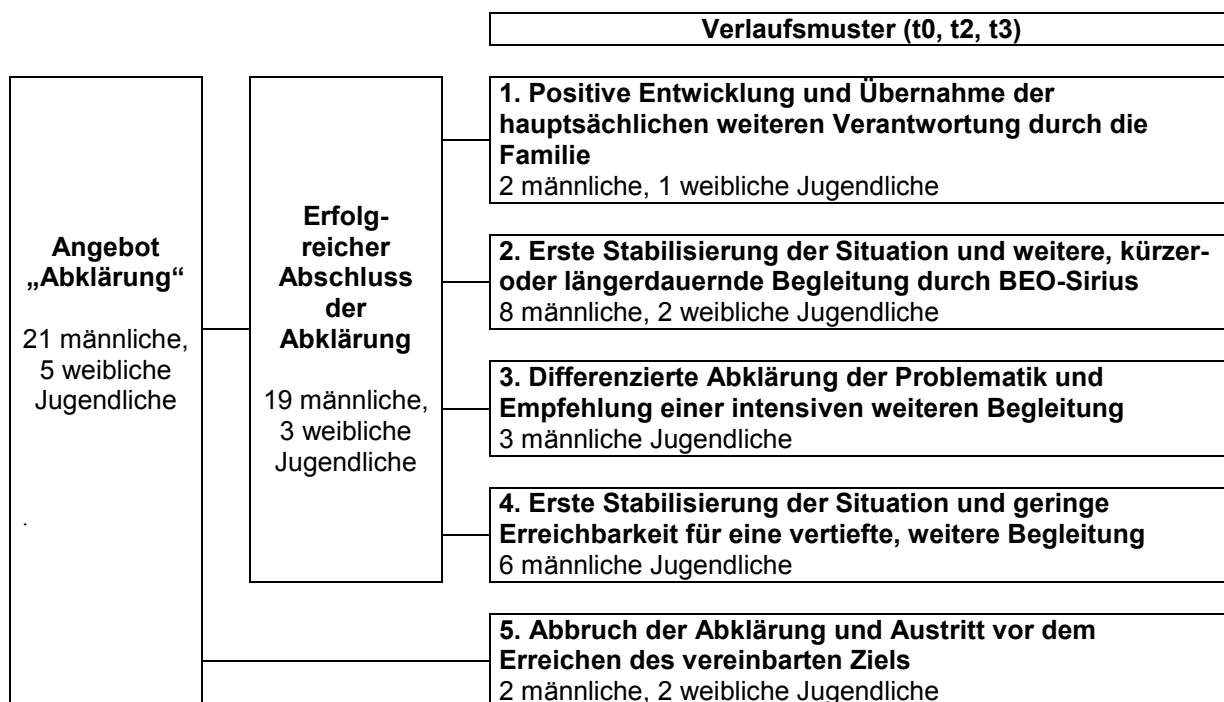 Verlaufsmuster (t0, t2, t3)
Angebot
„Abklärung“
21 männliche,
5 weibliche
Jugendliche
.
Erfolg-
reicher
Abschluss
der
Abklärung
19 männliche,
3 weibliche
Jugendliche
1. Positive Entwicklung und Übernahme der
hauptsächlichen weiteren Verantwortung durch die
Familie
2 männliche, 1 weibliche Jugendliche
2. Erste Stabilisierung der Situation und weitere, kürzer-
oder längerdauernde Begleitung durch BEO-Sirius
8 männliche, 2 weibliche Jugendliche
3. Differenzierte Abklärung der Problematik und
Empfehlung einer intensiven weiteren Begleitung
3 männliche Jugendliche
4. Erste Stabilisierung der Situation und geringe
Erreichbarkeit für eine vertiefte, weitere Begleitung
6 männliche Jugendliche
5. Abbruch der Abklärung und Austritt vor dem
Erreichen des vereinbarten Ziels
2 männliche, 2 weibliche Jugendliche